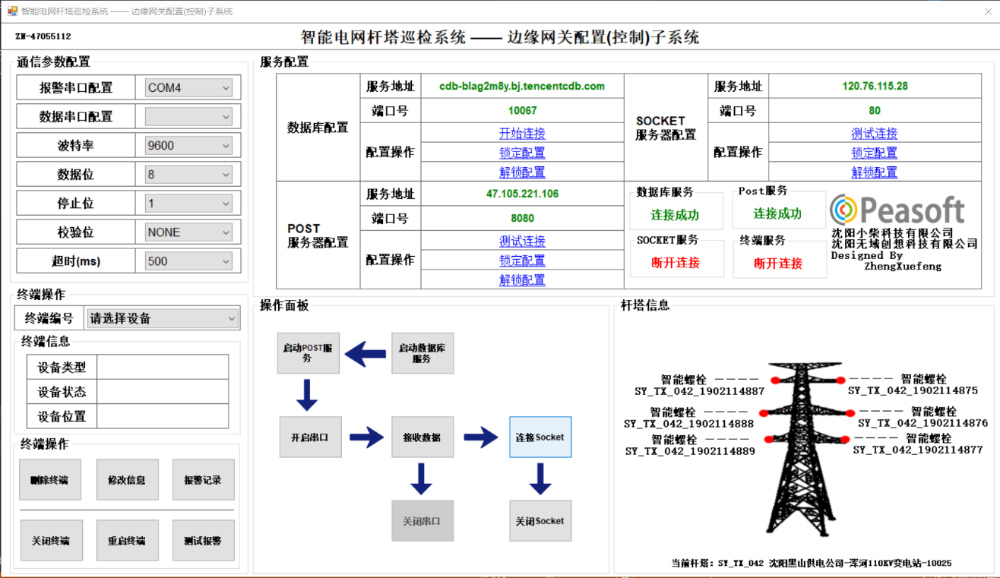 智能电网杆塔巡检系统 —— 边缘网关配置(控制)子系统
ZN-47055112
智能电网杆塔巡检系统 —— 边缘网关配置(控制)子系统
通信参数配置
报警串口配置 COM4
数据串口配置
波特率 9600
数据位 8
停止位 1
校验位 NONE
超时(ms) 500
终端操作
终端编号 请选择设备
终端信息
设备类型
设备状态
设备位置
终端操作
删除终端 修改信息 报警记录
关闭终端 重启终端 测试报警
服务配置
数据库配置
服务地址 cdb-blag2m8y.bj.tencentcdb.com
端口号 10067
配置操作
开始连接
锁定配置
解锁配置
SOCKET
服务器配置
服务地址 120.76.115.28
端口号 80
配置操作
测试连接
锁定配置
解锁配置
POST
服务器配置
服务地址 47.105.221.106
端口号 8080
配置操作
测试连接
锁定配置
解锁配置
数据库服务
连接成功
Post服务
连接成功
SOCKET服务
断开连接
终端服务
断开连接
Peasoft
沈阳小柴科技有限公司
沈阳无域创想科技有限公司
Designed By
ZhengXuefeng
操作面板
启动POST服
务
启动数据库
服务
开启串口
接收数据
连接Socket
关闭串口
关闭Socket
杆塔信息
智能螺栓 ————
SY_TX_042_1902114887
———— 智能螺栓
SY_TX_042_1902114875
智能螺栓 ————
SY_TX_042_1902114888
———— 智能螺栓
SY_TX_042_1902114876
智能螺栓 ————
SY_TX_042_1902114889
———— 智能螺栓
SY_TX_042_1902114877
当前杆塔: SY_TX_042 沈阳黑山供电公司-浑河110KV变电站-10025